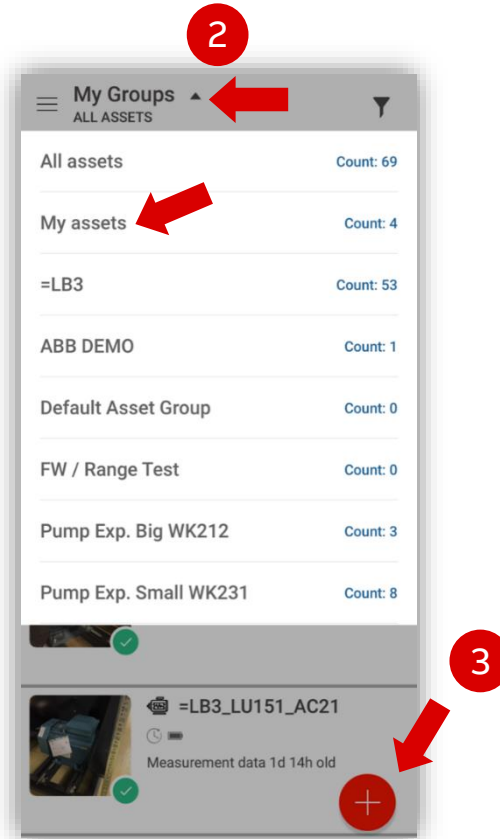 2
My Groups
ALL ASSETS
All assets Count: 69
My assets Count: 4
=LB3 Count: 53
ABB DEMO Count: 1
Default Asset Group Count: 0
FW / Range Test Count: 0
Pump Exp. Big WK212 Count: 3
Pump Exp. Small WK231 Count: 8
3
=LB3_LU151_AC21
Measurement data 1d 14h old